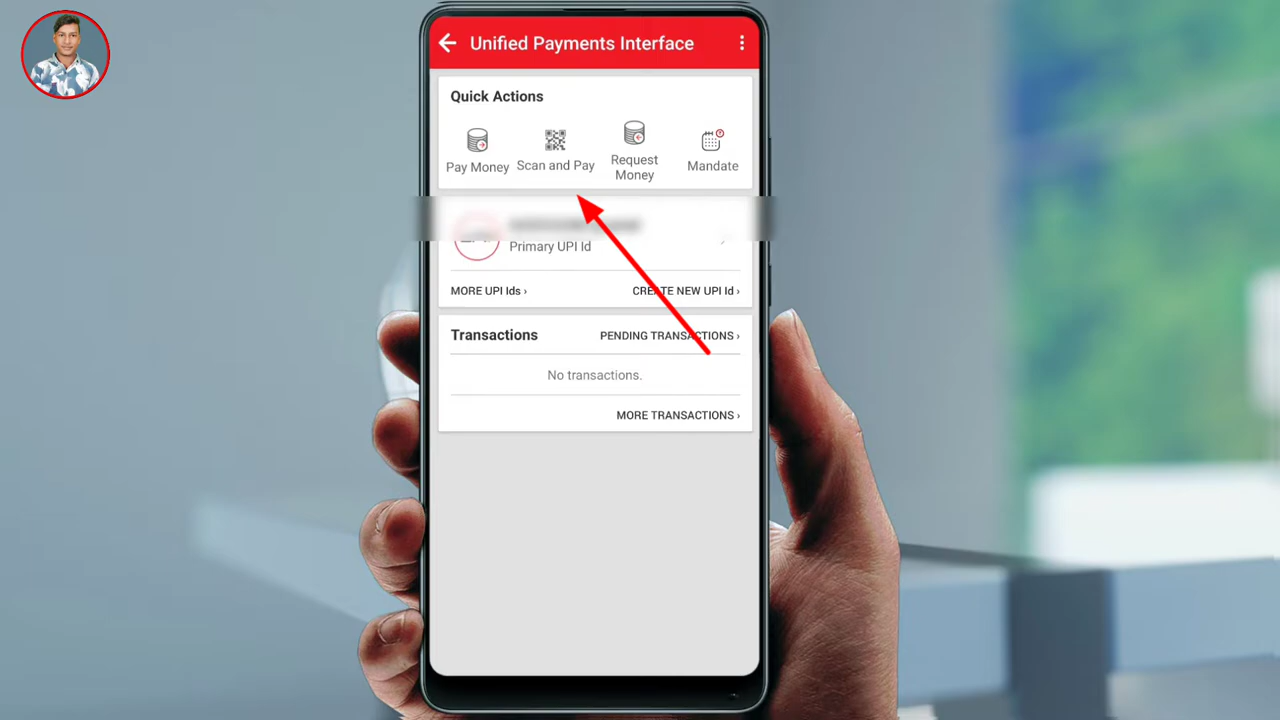 Unified Payments Interface
Quick Actions
Pay Money
Scan and Pay
Request
Money
Mandate
Primary UPI Id
MORE UPI Ids ›
CREATE NEW UPI Id ›
Transactions
PENDING TRANSACTIONS ›
No transactions.
MORE TRANSACTIONS ›